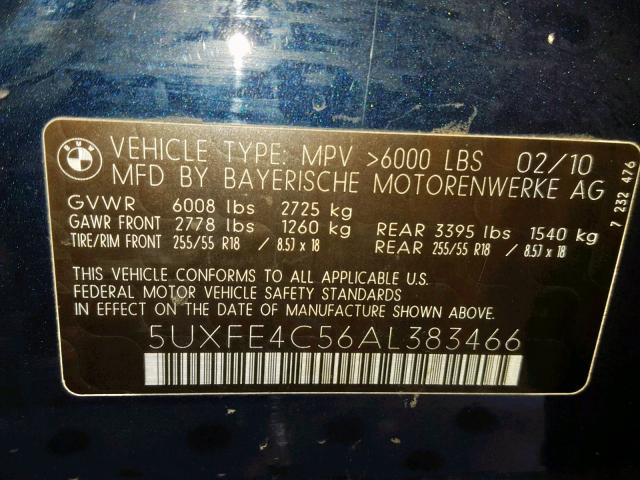 BMW
VEHICLE TYPE: MPV >6000 LBS 02/10
MFD BY BAYERISCHE MOTORENWERKE AG
GVWR 6008 lbs 2725 kg
GAWR FRONT 2778 lbs 1260 kg REAR 3395 lbs 1540 kg
TIRE/RIM FRONT 255/55 R18 / 8.5J x 18 REAR 255/55 R18 / 8.5J x 18
THIS VEHICLE CONFORMS TO ALL APPLICABLE U.S.
FEDERAL MOTOR VEHICLE SAFETY STANDARDS
IN EFFECT ON THE DATE OF MANUFACTURE SHOWN ABOVE.
5UXFE4C56AL383466
7 232 476